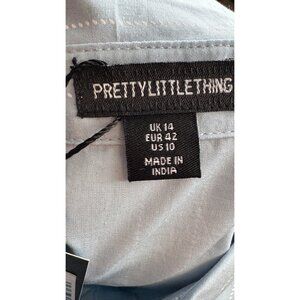 PRETTYLITTLETHING
UK 14
EUR 42
US 10
MADE IN
INDIA